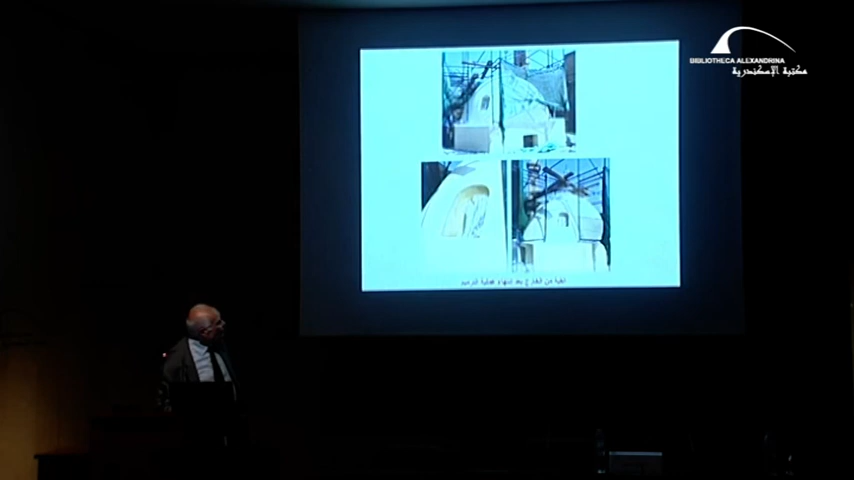 BIBLIOTHECA ALEXANDRINA
مكتبة الإسكندرية
القبة من الخارج بعد انتهاء عملية الترميم